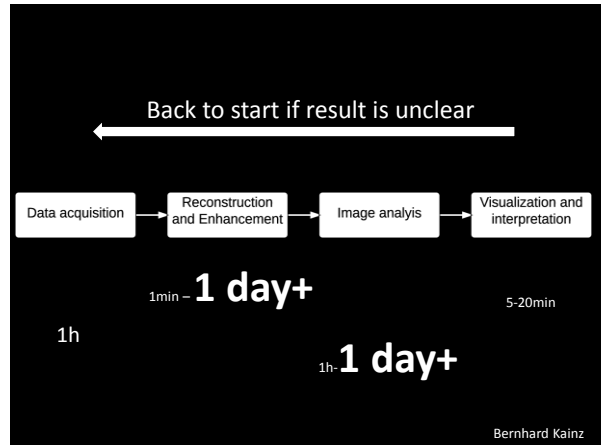 Back to start if result is unclear
Data acquisition
Reconstruction
and Enhancement
Image analyis
Visualization and
interpretation
1min – 1 day+
5-20min
1h
1h- 1 day+
Bernhard Kainz